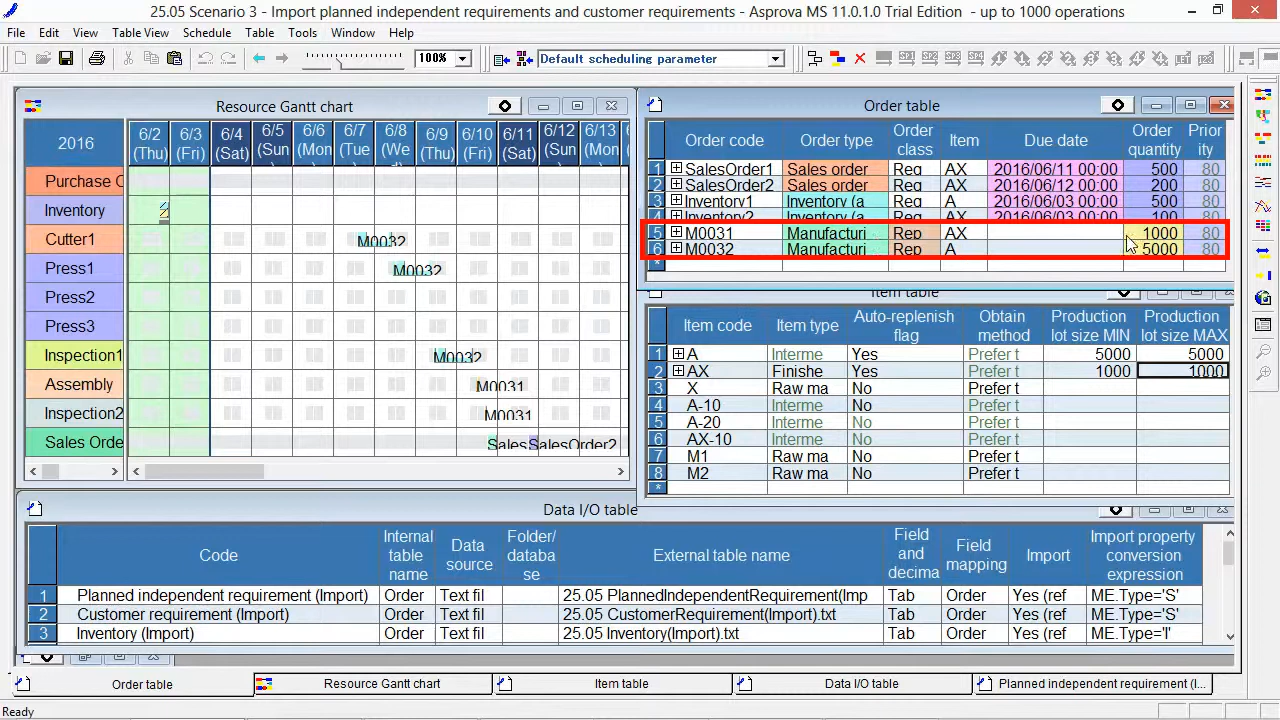 25.05 Scenario 3 - Import planned independent requirements and customer requirements - Asprova MS 11.0.1.0 Trial Edition - up to 1000 operations
File Edit View Table View Schedule Table Tools Window Help
100% Default scheduling parameter
Resource Gantt chart
2016 6/2 (Thu) 6/3 (Fri) 6/4 (Sat) 6/5 (Sun 6/6 (Mon 6/7 (Tue 6/8 (We d) 6/9 (Thu) 6/10 (Fri) 6/11 (Sat) 6/12 (Sun 6/13 (Mon
Purchase O
Inventory
Cutter1 M0032
Press1 M0032
Press2
Press3
Inspection1 M0032
Assembly M0031
Inspection2 M0031
Sales Orde Sales SalesOrder2
Order table
Order code Order type Order class Item Due date Order quantity Prior ity
1 SalesOrder1 Sales order Reg AX 2016/06/11 00:00 500 80
2 SalesOrder2 Sales order Reg AX 2016/06/12 00:00 200 80
3 Inventory1 Inventory (a Reg A 2016/06/03 00:00 500 80
4 Inventory2 Inventory (a Reg AX 2016/06/03 00:00 100 80
5 M0031 Manufacturi Rep AX 1000 80
6 M0032 Manufacturi Rep A 5000 80
*
Item table
Item code Item type Auto-replenish flag Obtain method Production lot size MIN Production lot size MAX
1 A Interme Yes Prefer t 5000 5000
2 AX Finishe Yes Prefer t 1000 1000
3 X Raw ma No Prefer t
4 A-10 Interme No Prefer t
5 A-20 Interme No Prefer t
6 AX-10 Interme No Prefer t
7 M1 Raw ma No Prefer t
8 M2 Raw ma No Prefer t
*
Data I/O table
Code Internal table name Data source Folder/ databa se External table name Field and decima Field mapping Import Import property conversion expression
1 Planned independent requirement (Import) Order Text fil 25.05 PlannedIndependentRequirement(Imp Tab Order Yes (ref ME.Type='S'
2 Customer requirement (Import) Order Text fil 25.05 CustomerRequirement(Import).txt Tab Order Yes (ref ME.Type='S'
3 Inventory (Import) Order Text fil 25.05 Inventory(Import).txt Tab Order Yes (ref ME.Type='I'
Order table Resource Gantt chart Item table Data I/O table Planned independent requirement (I...
Ready